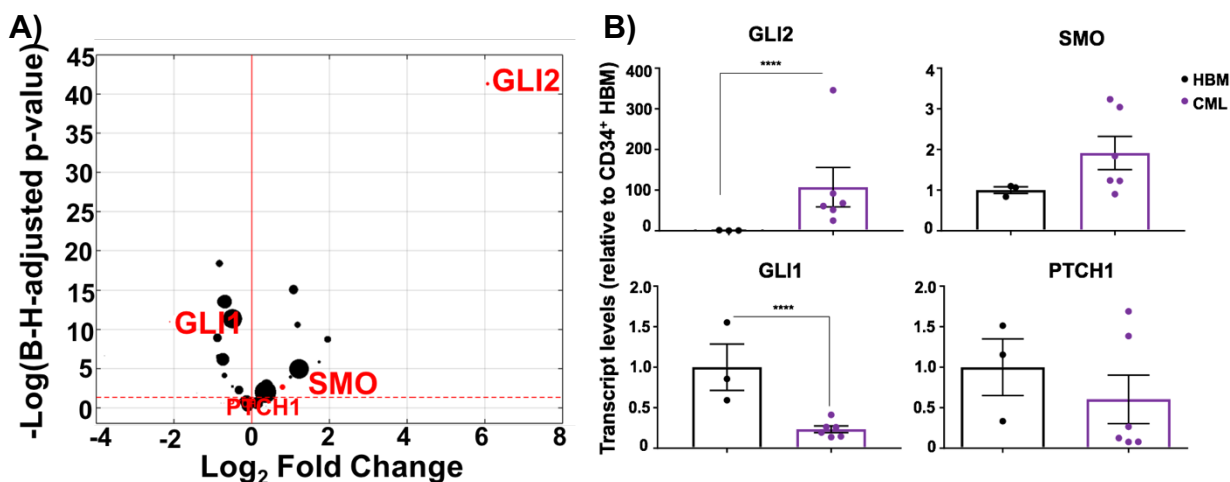 A)
-Log(B-H-adjusted p-value)
45
40
35
30
25
20
15
10
5
0
-4
-2
0
2
4
6
8
Log2 Fold Change
GLI2
GLI1
SMO
PTCH1
B)
Transcript levels (relative to CD34+ HBM)
GLI2
****
400
300
200
100
0
SMO
4
3
2
1
0
HBM
CML
GLI1
****
2.0
1.5
1.0
0.5
0
PTCH1
2.0
1.5
1.0
0.5
0